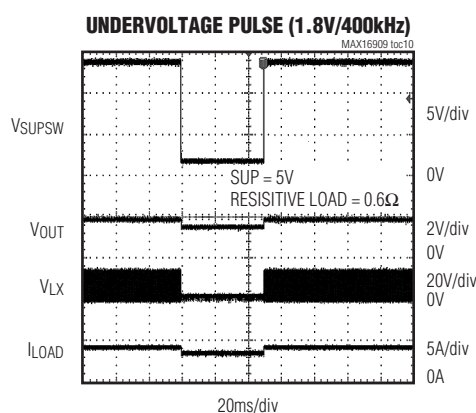 UNDERVOLTAGE PULSE (1.8V/400kHz)
MAX16909 toc10
VSUPSW
5V/div
0V
SUP = 5V
RESISITIVE LOAD = 0.6Ω
VOUT
2V/div
0V
VLX
20V/div
0V
ILOAD
5A/div
0A
20ms/div